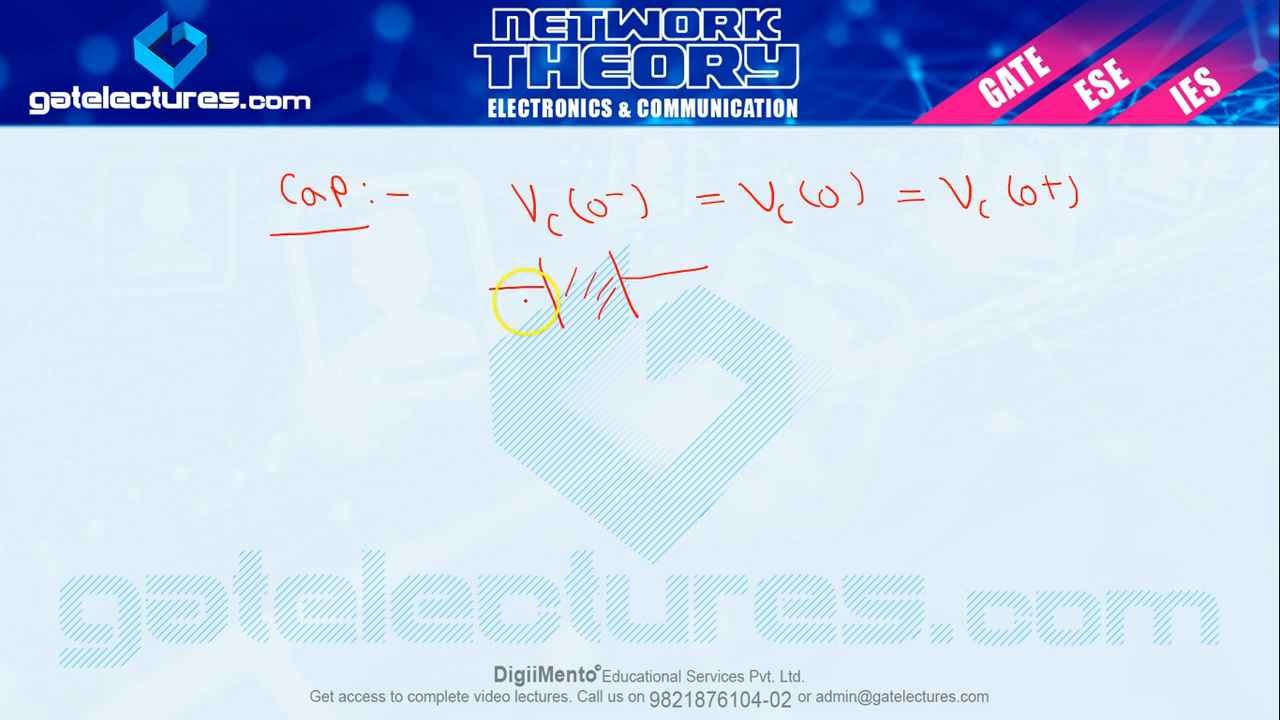 NETWORK
THEORY
ELECTRONICS & COMMUNICATION
gatelectures.com
GATE
ESE
IES
Cap:- Vc(0-) = Vc(0) = Vc(0+)
gatelectures.com
DigiiMento© Educational Services Pvt. Ltd.
Get access to complete video lectures. Call us on 9821876104-02 or admin@gatelectures.com